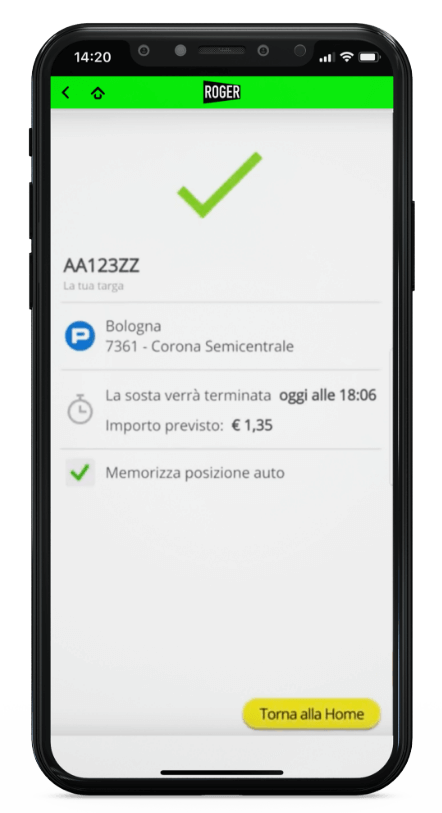 14:20
ROGER
AA123ZZ
La tua targa
P
Bologna
7361 - Corona Semicentrale
La sosta verrà terminata oggi alle 18:06
Importo previsto: € 1,35
Memorizza posizione auto
Torna alla Home